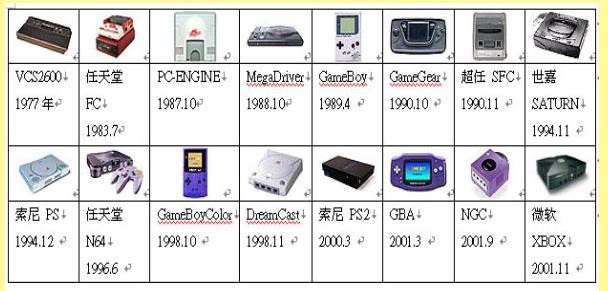 VCS2600
1977 年
任天堂
FC
1983.7
PC-ENGINE
1987.10
MegaDriver
1988.10
GameBoy
1989.4
GameGear
1990.10
超任 SFC
1990.11
世嘉
SATURN
1994.11
索尼 PS
1994.12
任天堂
N64
1996.6
GameBoyColor
1998.10
DreamCast
1998.11
索尼 PS2
2000.3
GBA
2001.3
NGC
2001.9
微软
XBOX
2001.11